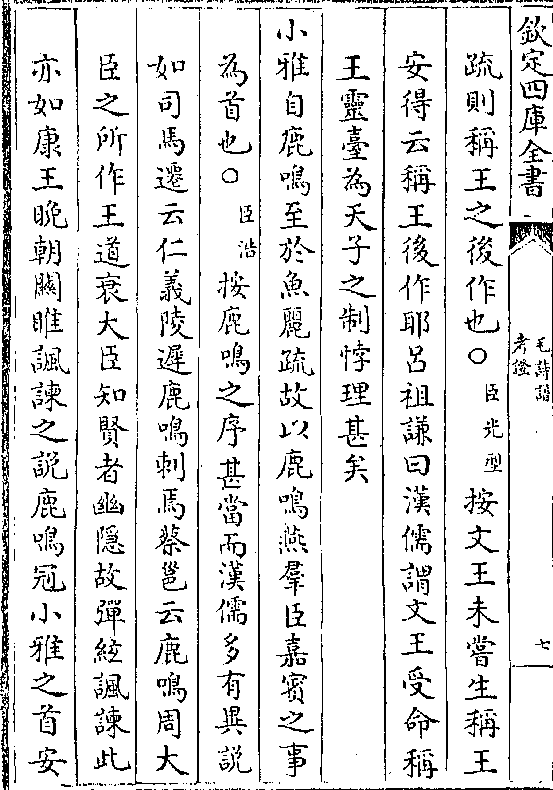 欽定四庫全書
毛詩譜
考證
七
疏則稱王之後作也○臣光型按文王未嘗生稱王
安得云稱王後作耶呂祖謙曰漢儒謂文王受命稱
王靈臺為天子之制悖理甚矣
小雅自鹿鳴至於魚麗疏故以鹿鳴燕羣臣嘉賓之事
為首也○臣浩按鹿鳴之序甚當而漢儒多有異說
如司馬遷云仁義陵遲鹿鳴刺焉蔡邕云鹿鳴周大
臣之所作王道衰大臣知賢者幽隱故彈絃諷諫此
亦如康王晚朝關雎諷諫之説鹿鳴冠小雅之首安